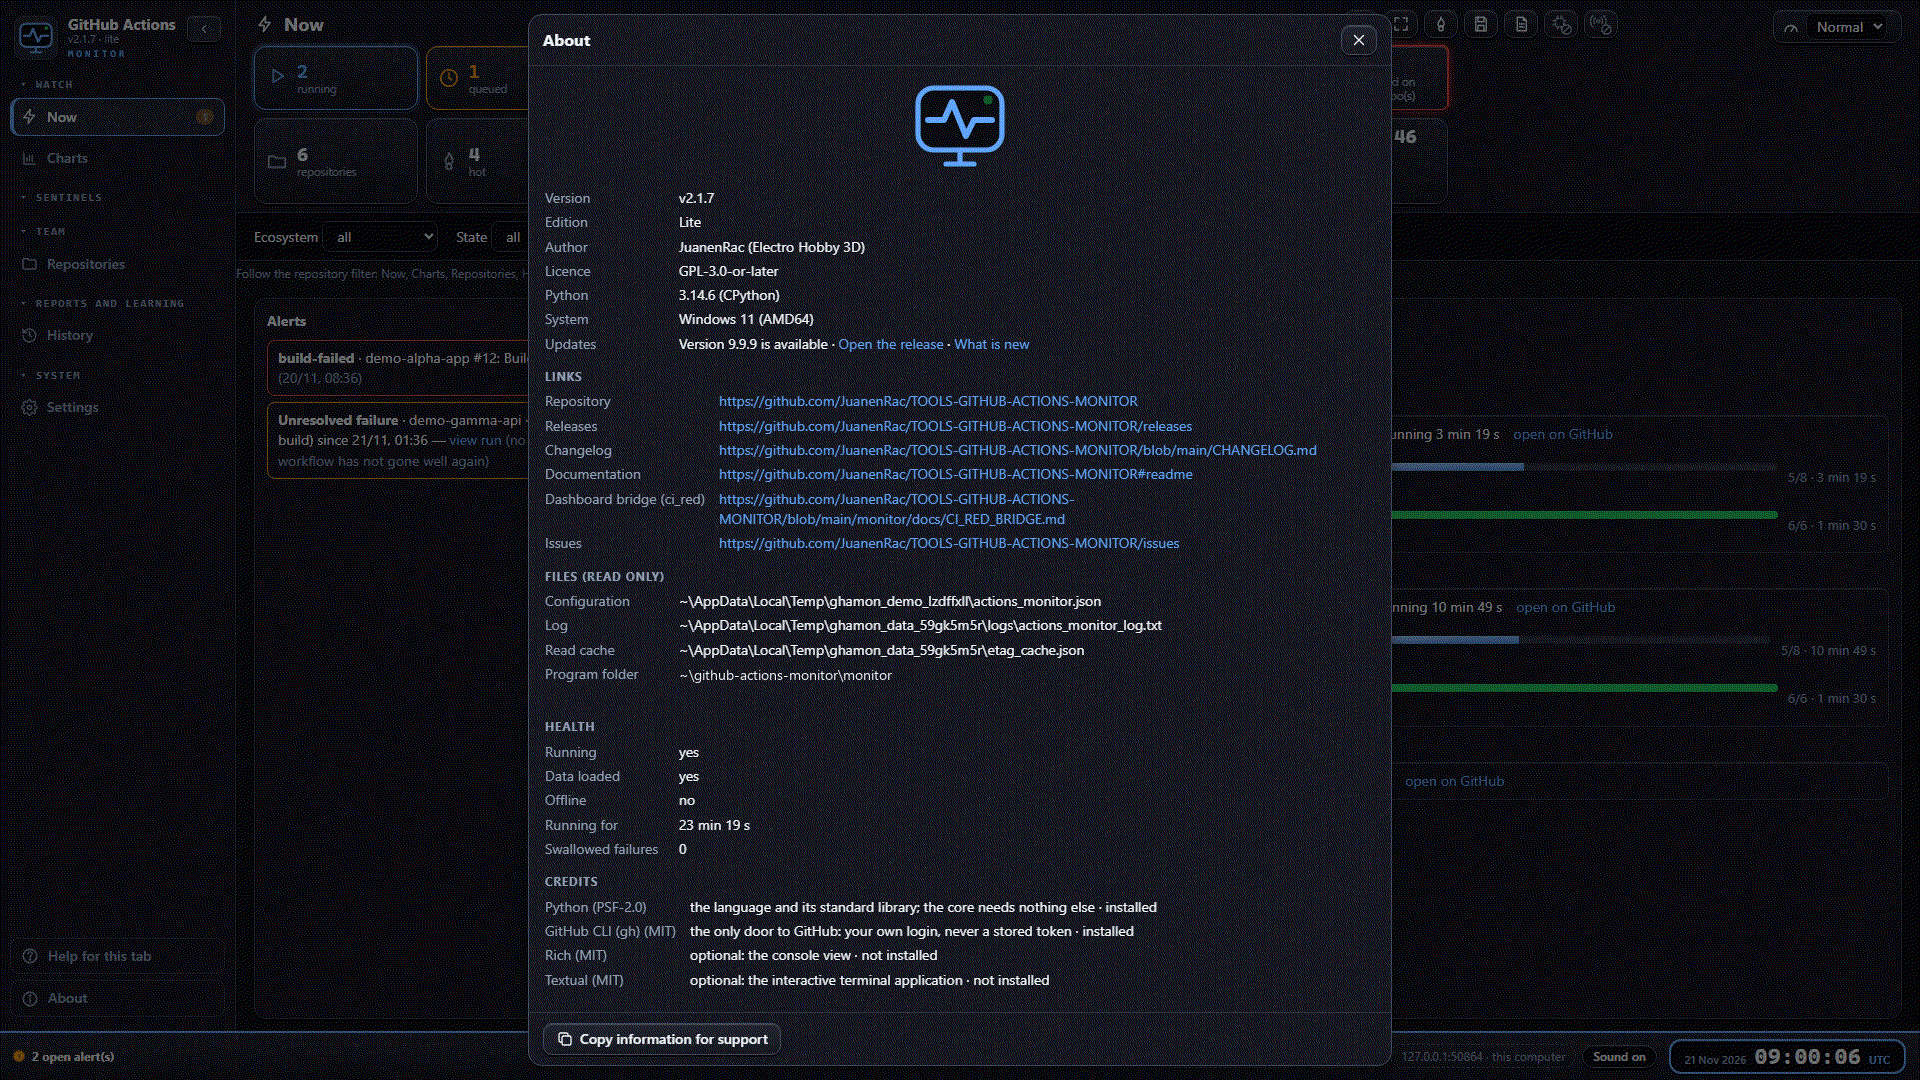 GitHub Actions
v2.1.7 · lite
MONITOR
WATCH
Now
1
Charts
SENTINELS
TEAM
Repositories
REPORTS AND LEARNING
History
SYSTEM
Settings
Help for this tab
About
2 open alert(s)
Now
2
running
1
queued
6
repositories
4
hot
d on
46
Normal
Ecosystem
all
State
all
Follow the repository filter: Now, Charts, Repositories, H
Alerts
build-failed · demo-alpha-app #12: Buil
(20/11, 08:36)
Unresolved failure · demo-gamma-api ·
build) since 21/11, 01:36 — view run (no
workflow has not gone well again)
About
Version v2.1.7
Edition Lite
Author JuanenRac (Electro Hobby 3D)
Licence GPL-3.0-or-later
Python 3.14.6 (CPython)
System Windows 11 (AMD64)
Updates Version 9.9.9 is available · Open the release · What is new
LINKS
Repository https://github.com/JuanenRac/TOOLS-GITHUB-ACTIONS-MONITOR
Releases https://github.com/JuanenRac/TOOLS-GITHUB-ACTIONS-MONITOR/releases
Changelog https://github.com/JuanenRac/TOOLS-GITHUB-ACTIONS-MONITOR/blob/main/CHANGELOG.md
Documentation https://github.com/JuanenRac/TOOLS-GITHUB-ACTIONS-MONITOR#readme
Dashboard bridge (ci_red) https://github.com/JuanenRac/TOOLS-GITHUB-ACTIONS-
MONITOR/blob/main/monitor/docs/CI_RED_BRIDGE.md
Issues https://github.com/JuanenRac/TOOLS-GITHUB-ACTIONS-MONITOR/issues
FILES (READ ONLY)
Configuration ~\AppData\Local\Temp\ghamon_demo_lzdffxll\actions_monitor.json
Log ~\AppData\Local\Temp\ghamon_data_59gk5m5r\logs\actions_monitor_log.txt
Read cache ~\AppData\Local\Temp\ghamon_data_59gk5m5r\etag_cache.json
Program folder ~\github-actions-monitor\monitor
HEALTH
Running yes
Data loaded yes
Offline no
Running for 23 min 19 s
Swallowed failures 0
CREDITS
Python (PSF-2.0) the language and its standard library; the core needs nothing else · installed
GitHub CLI (gh) (MIT) the only door to GitHub: your own login, never a stored token · installed
Rich (MIT) optional: the console view · not installed
Textual (MIT) optional: the interactive terminal application · not installed
Copy information for support
unning 3 min 19 s open on GitHub
5/8 · 3 min 19 s
6/6 · 1 min 30 s
nning 10 min 49 s open on GitHub
5/8 · 10 min 49 s
6/6 · 1 min 30 s
open on GitHub
127.0.0.1:50864 · this computer
Sound on
21 Nov 2026 09:00:06 UTC